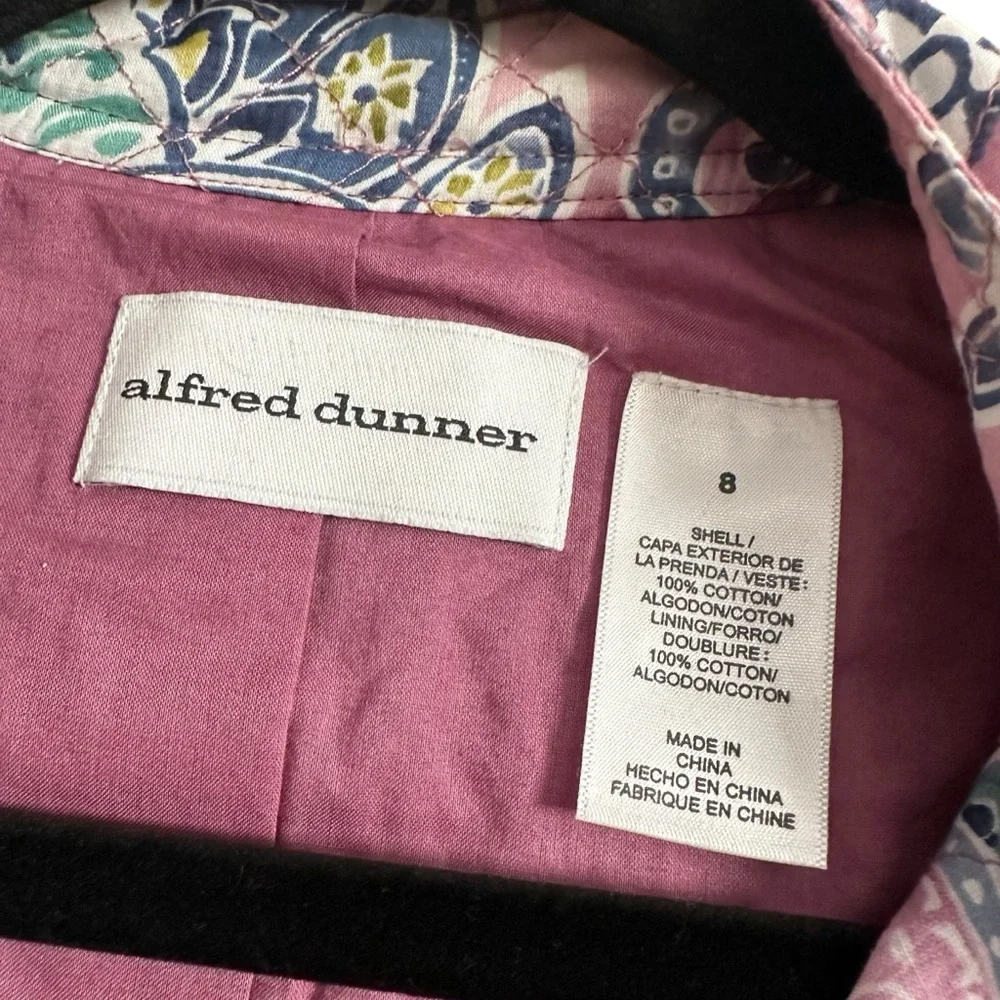 alfred dunner
8
SHELL /
CAPA EXTERIOR DE
LA PRENDA / VESTE:
100% COTTON/
ALGODON/COTON
LINING/FORRO/
DOUBLURE:
100% COTTON/
ALGODON/COTON
MADE IN
CHINA
HECHO EN CHINA
FABRIQUE EN CHINE